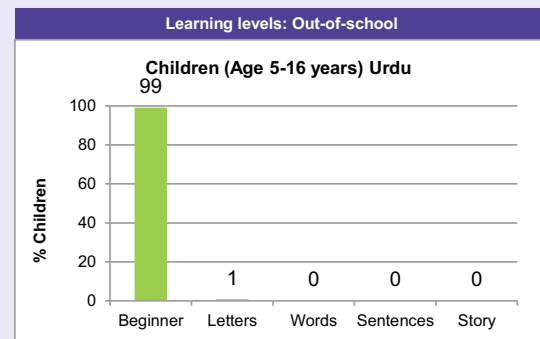 Learning levels: Out-of-school
Children (Age 5-16 years) Urdu
99
100
80
60
40
20
0
% Children
1
0
0
0
Beginner Letters Words Sentences Story